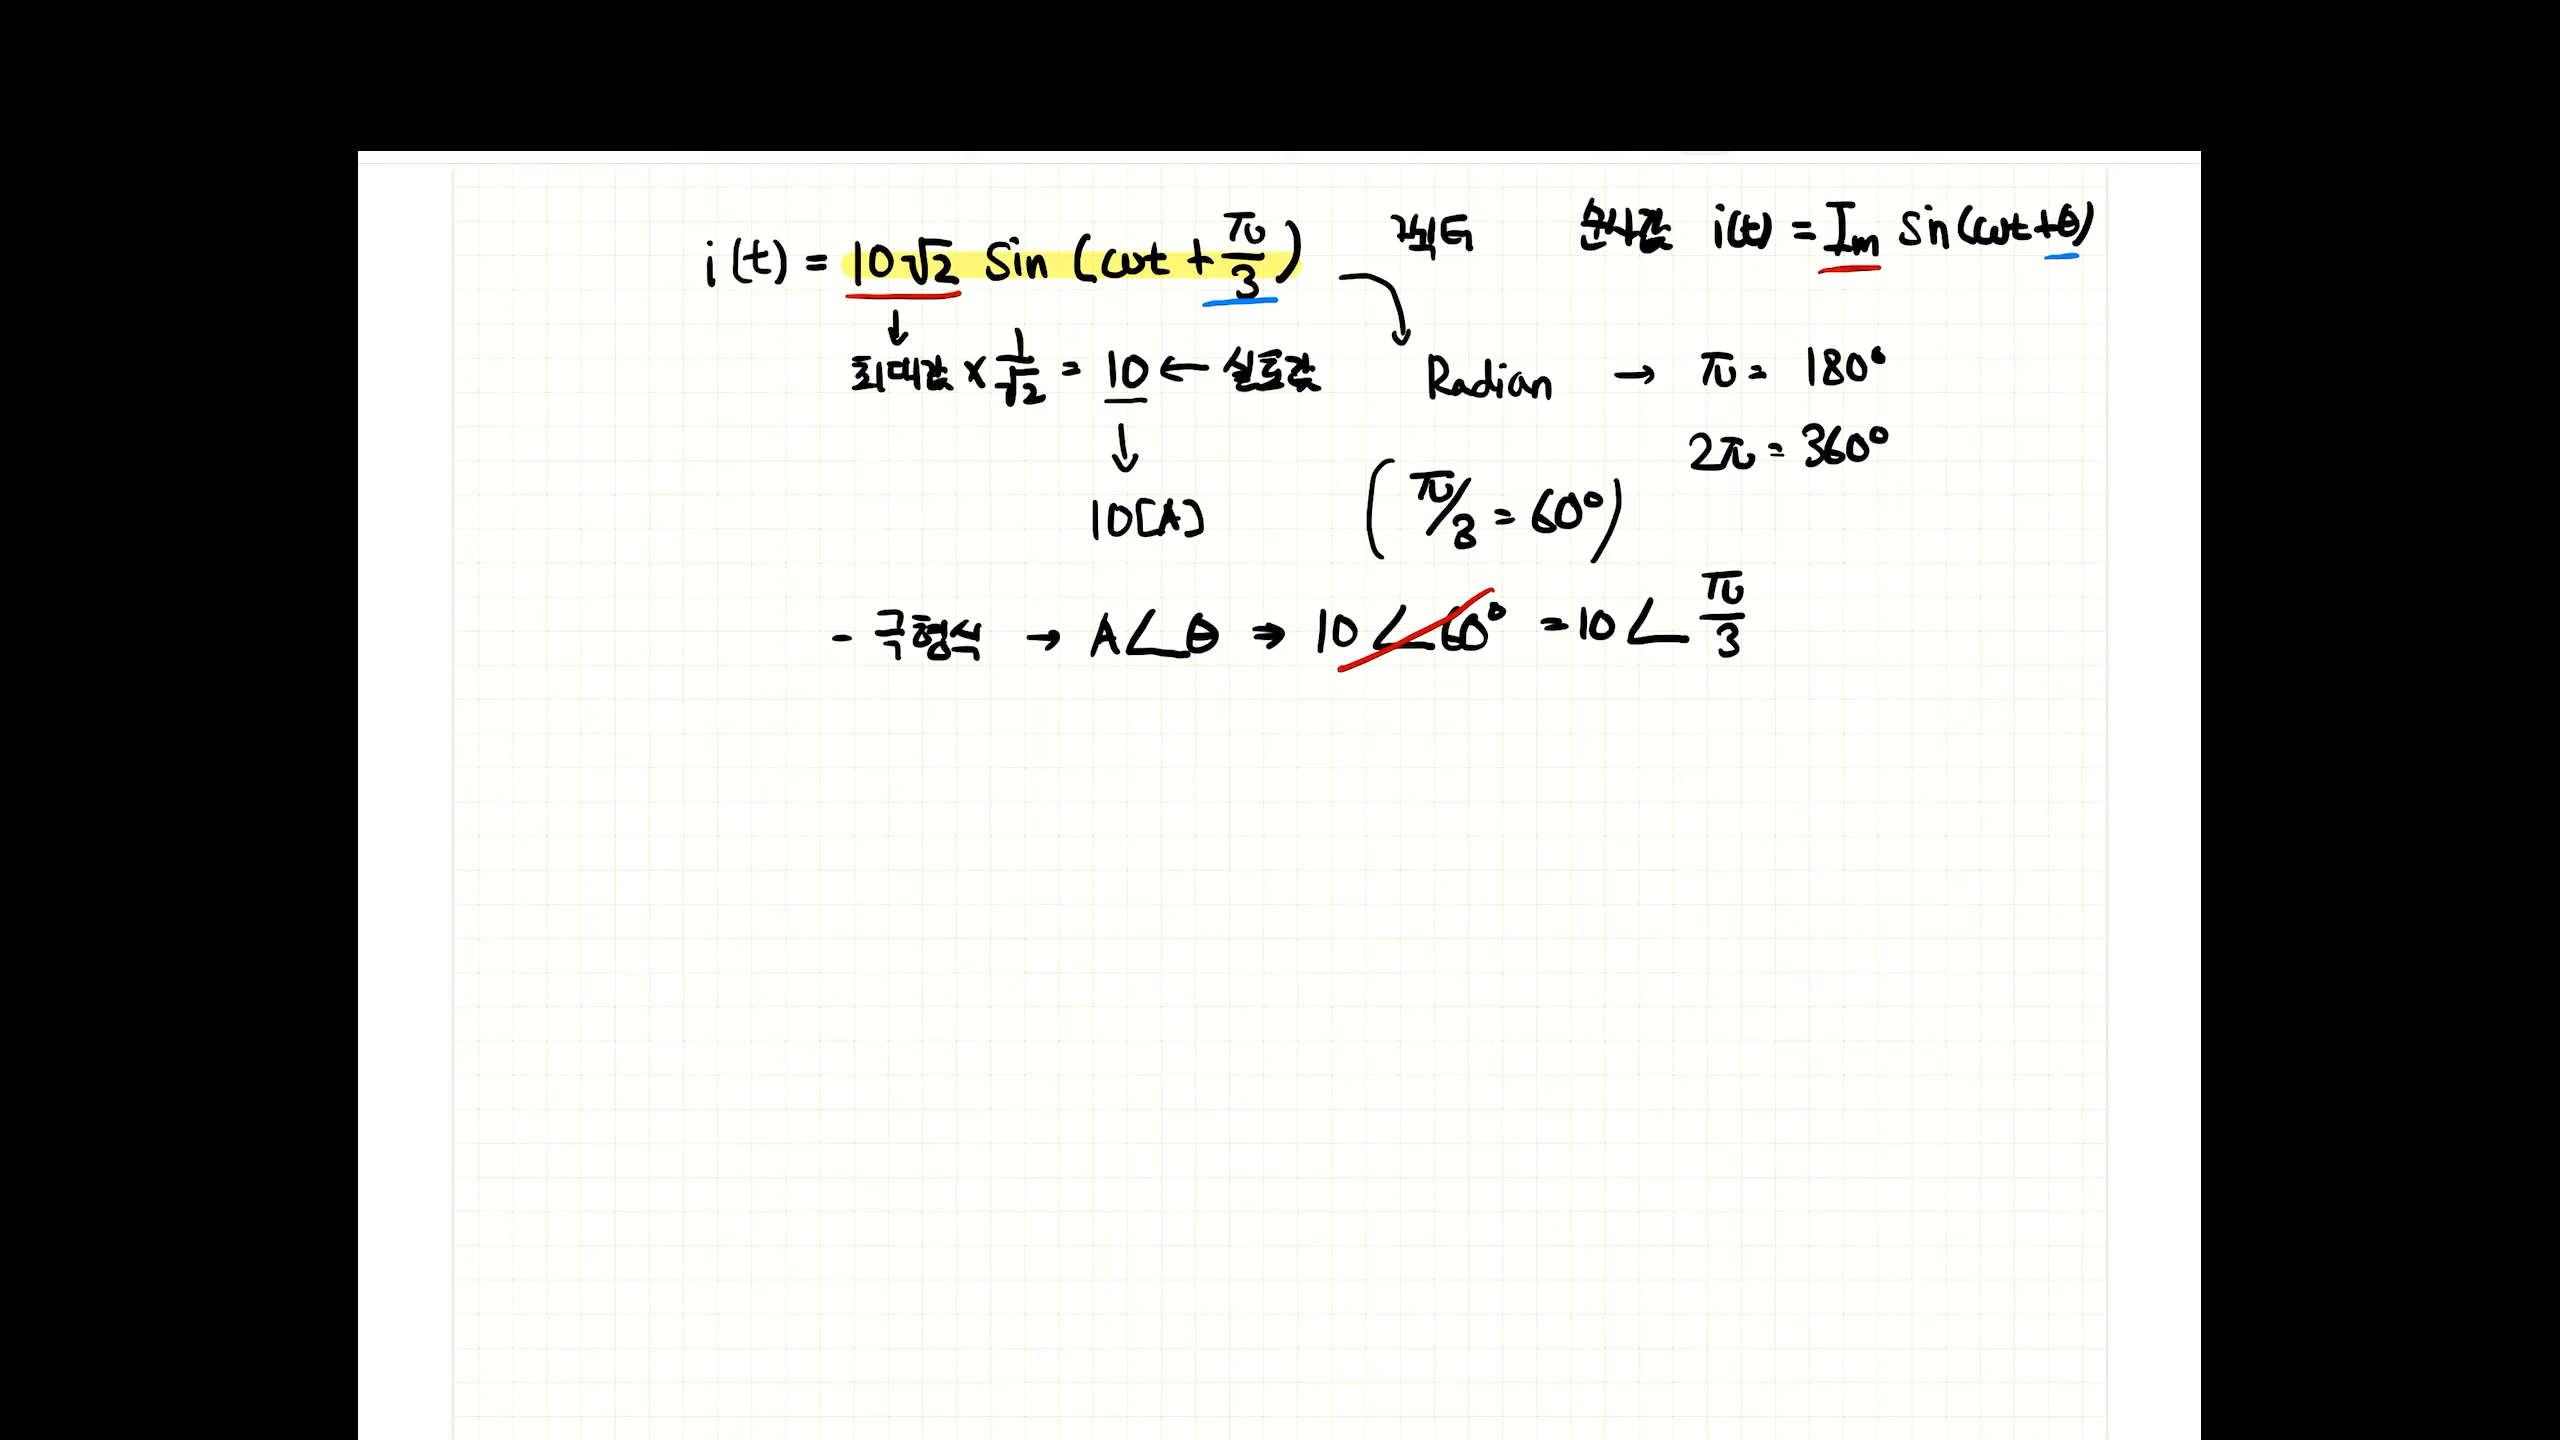 i(t) = 10√2 Sin (ωt + π/3)
순시값 i(t) = Im Sin(ωt+θ)
최대값 × 1/√2 = 10 ← 실효값
Radian → π = 180°
2π = 360°
10[A]
(π/3 = 60°)
- 극형식 → A∠θ ⇒ 10∠60° = 10∠π/3